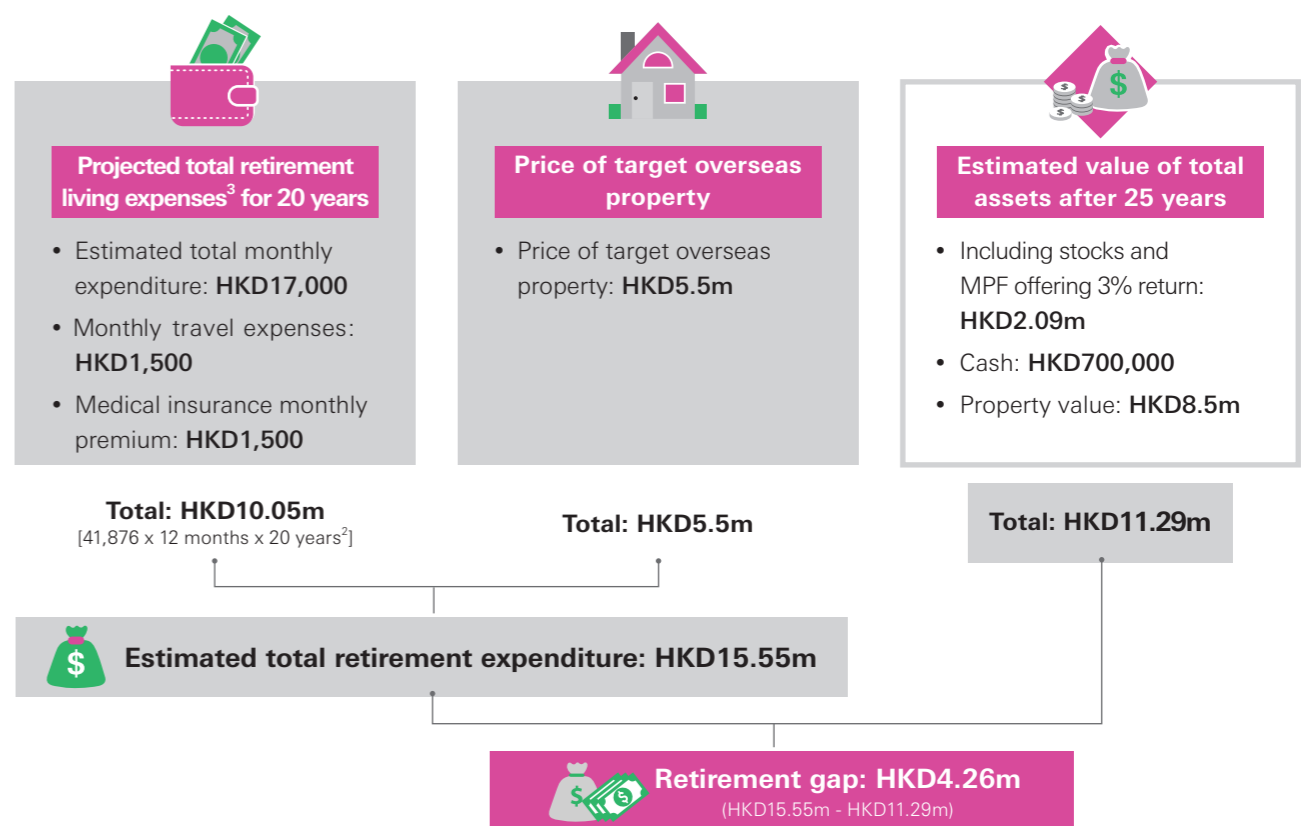 Projected total retirement
living expenses³ for 20 years
• Estimated total monthly
expenditure: HKD17,000
• Monthly travel expenses:
HKD1,500
• Medical insurance monthly
premium: HKD1,500
Total: HKD10.05m
[41,876 x 12 months x 20 years²]
Price of target overseas
property
• Price of target overseas
property: HKD5.5m
Total: HKD5.5m
$
$
$
$
Estimated value of total
assets after 25 years
• Including stocks and
MPF offering 3% return:
HKD2.09m
• Cash: HKD700,000
• Property value: HKD8.5m
Total: HKD11.29m
$
Estimated total retirement expenditure: HKD15.55m
$
$
Retirement gap: HKD4.26m
(HKD15.55m - HKD11.29m)